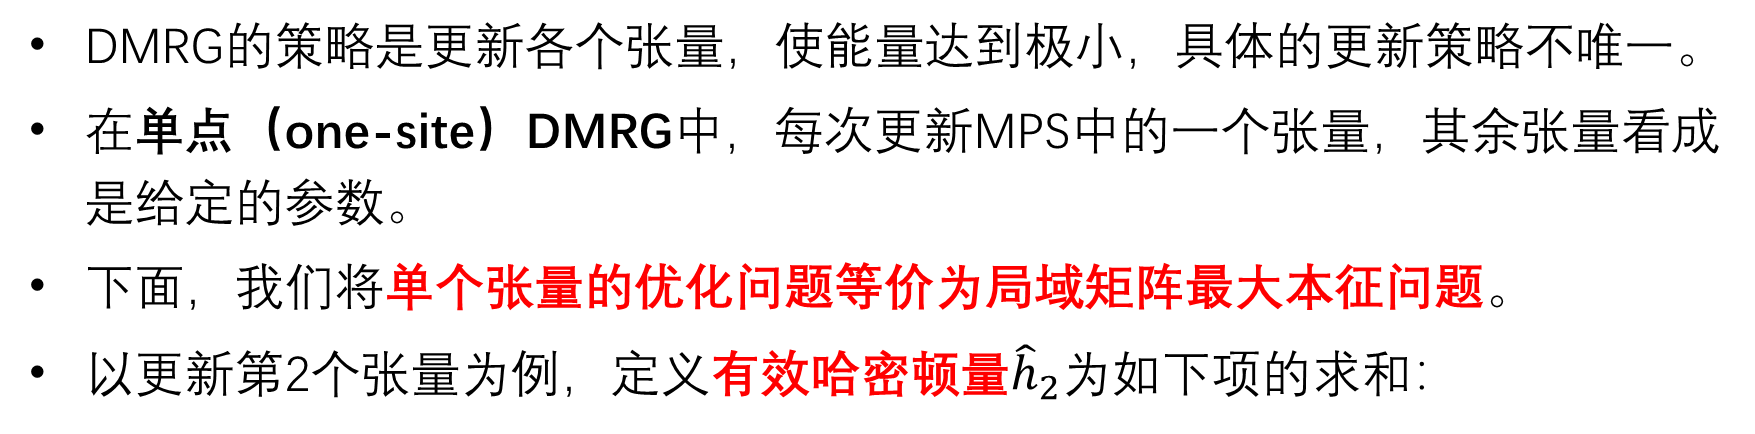 • DMRG的策略是更新各个张量，使能量达到极小，具体的更新策略不唯一。
• 在单点（one-site）DMRG中，每次更新MPS中的一个张量，其余张量看成
是给定的参数。
• 下面，我们将单个张量的优化问题等价为局域矩阵最大本征问题。
• 以更新第2个张量为例，定义有效哈密顿量ĥ₂为如下项的求和：